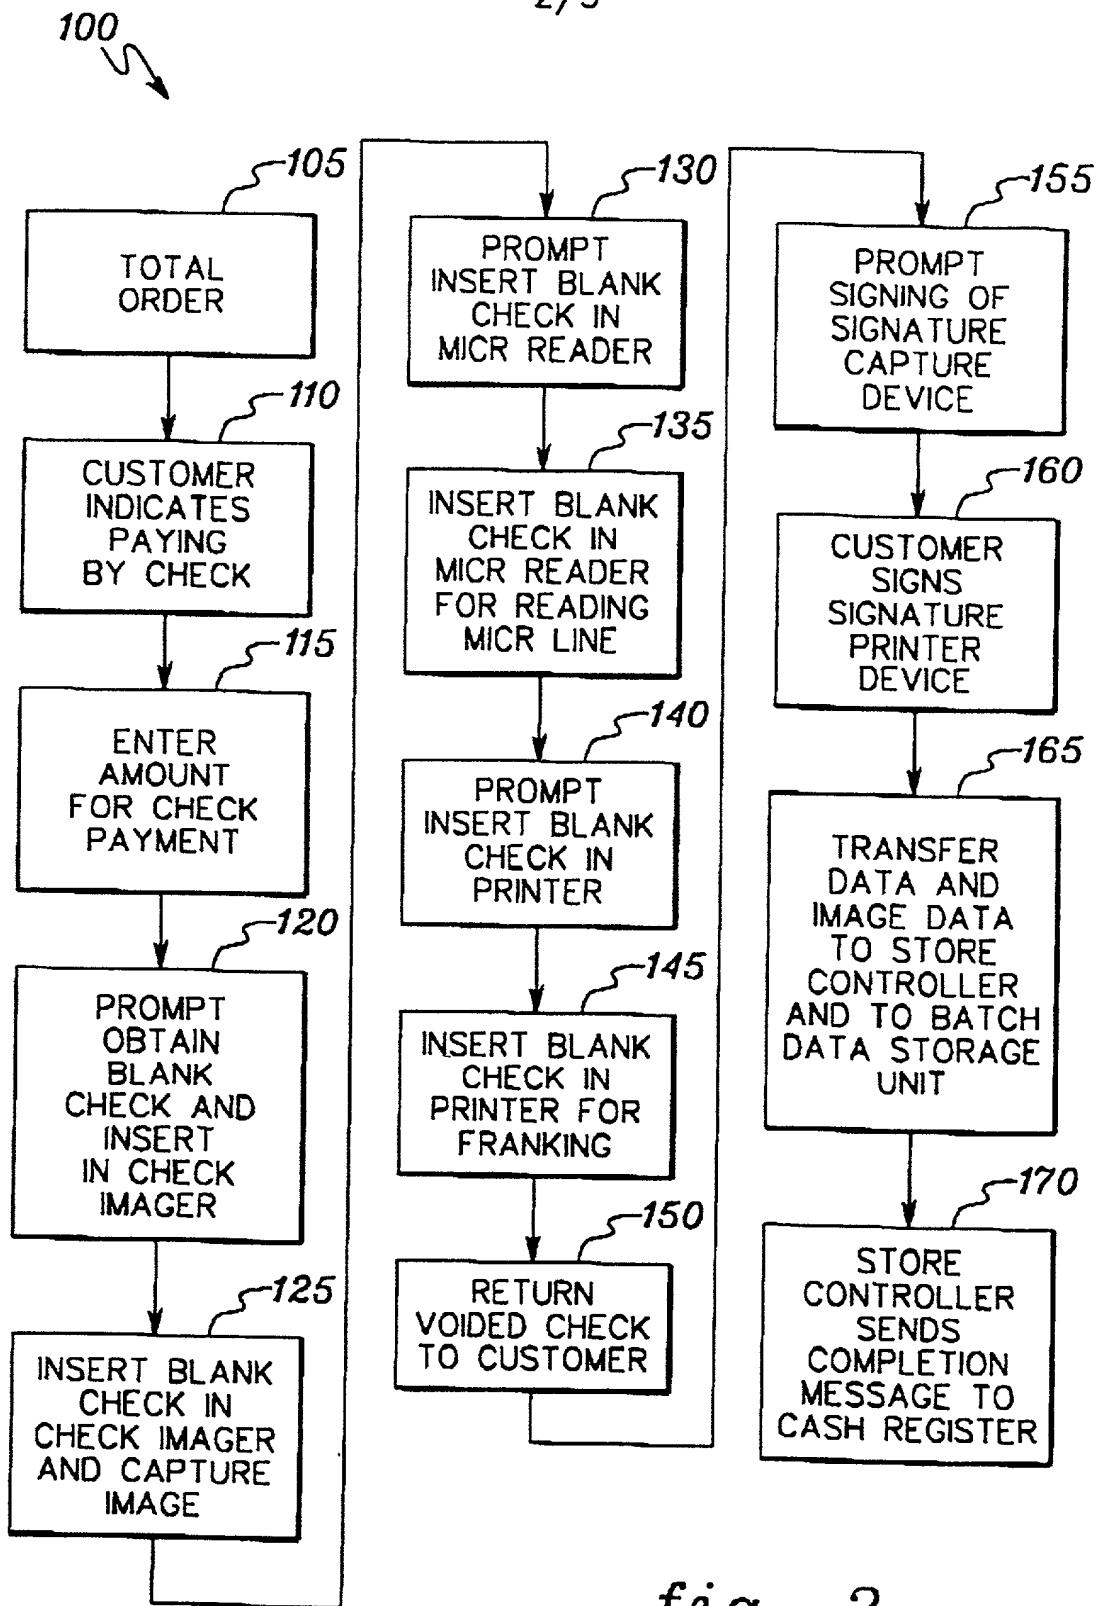 2/3
100
105
TOTAL
ORDER
110
CUSTOMER
INDICATES
PAYING
BY CHECK
115
ENTER
AMOUNT
FOR CHECK
PAYMENT
120
PROMPT
OBTAIN
BLANK
CHECK AND
INSERT
IN CHECK
IMAGER
125
INSERT BLANK
CHECK IN
CHECK IMAGER
AND CAPTURE
IMAGE
130
PROMPT
INSERT BLANK
CHECK IN
MICR READER
135
INSERT BLANK
CHECK IN
MICR READER
FOR READING
MICR LINE
140
PROMPT
INSERT BLANK
CHECK IN
PRINTER
145
INSERT BLANK
CHECK IN
PRINTER FOR
FRANKING
150
RETURN
VOIDED CHECK
TO CUSTOMER
155
PROMPT
SIGNING OF
SIGNATURE
CAPTURE
DEVICE
160
CUSTOMER
SIGNS
SIGNATURE
PRINTER
DEVICE
165
TRANSFER
DATA AND
IMAGE DATA
TO STORE
CONTROLLER
AND TO BATCH
DATA STORAGE
UNIT
170
STORE
CONTROLLER
SENDS
COMPLETION
MESSAGE TO
CASH REGISTER
fig. 2